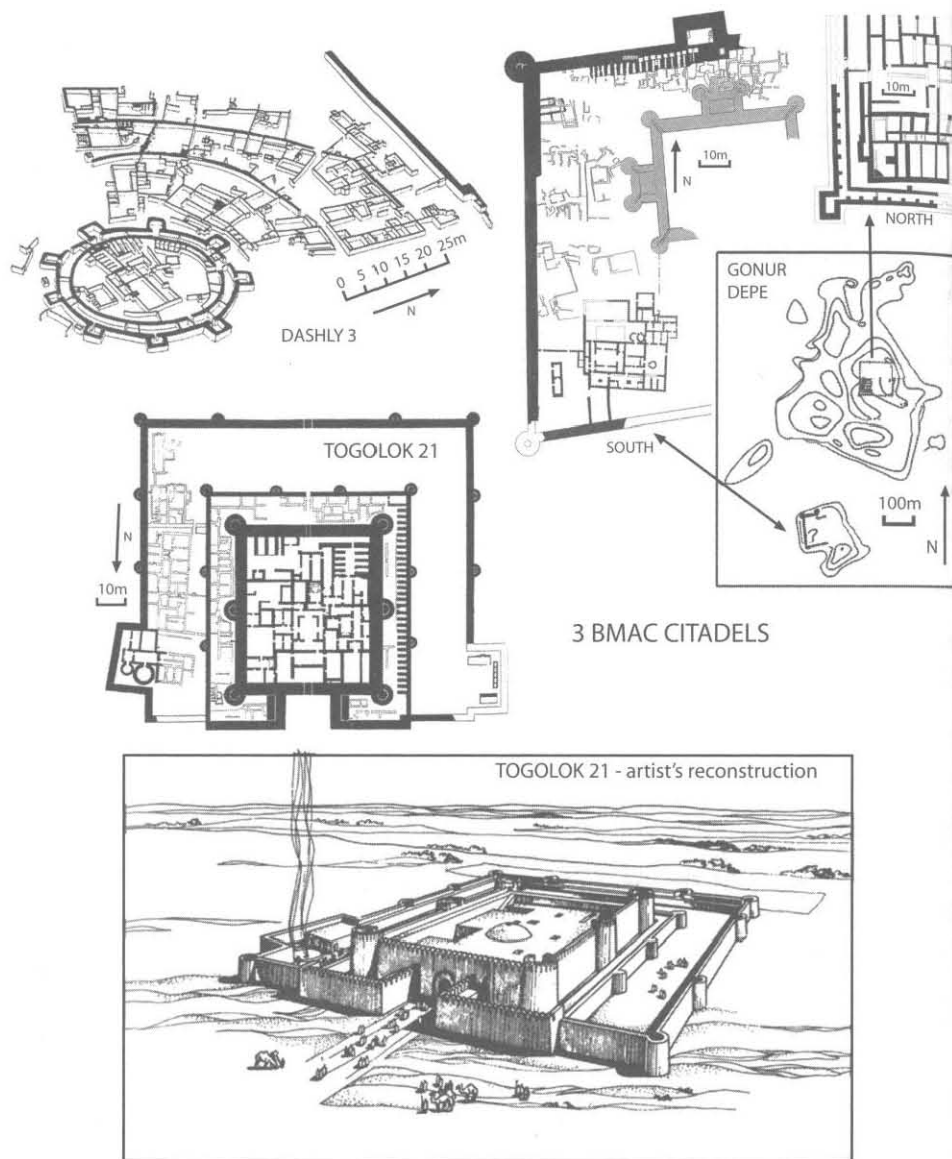 10m
10m
N
0 5 10 15 20 25m
N
DASHLY 3
NORTH
GONUR
DEPE
SOUTH
100m
N
TOGOLOK 21
N
10m
3 BMAC CITADELS
TOGOLOK 21 - artist's reconstruction